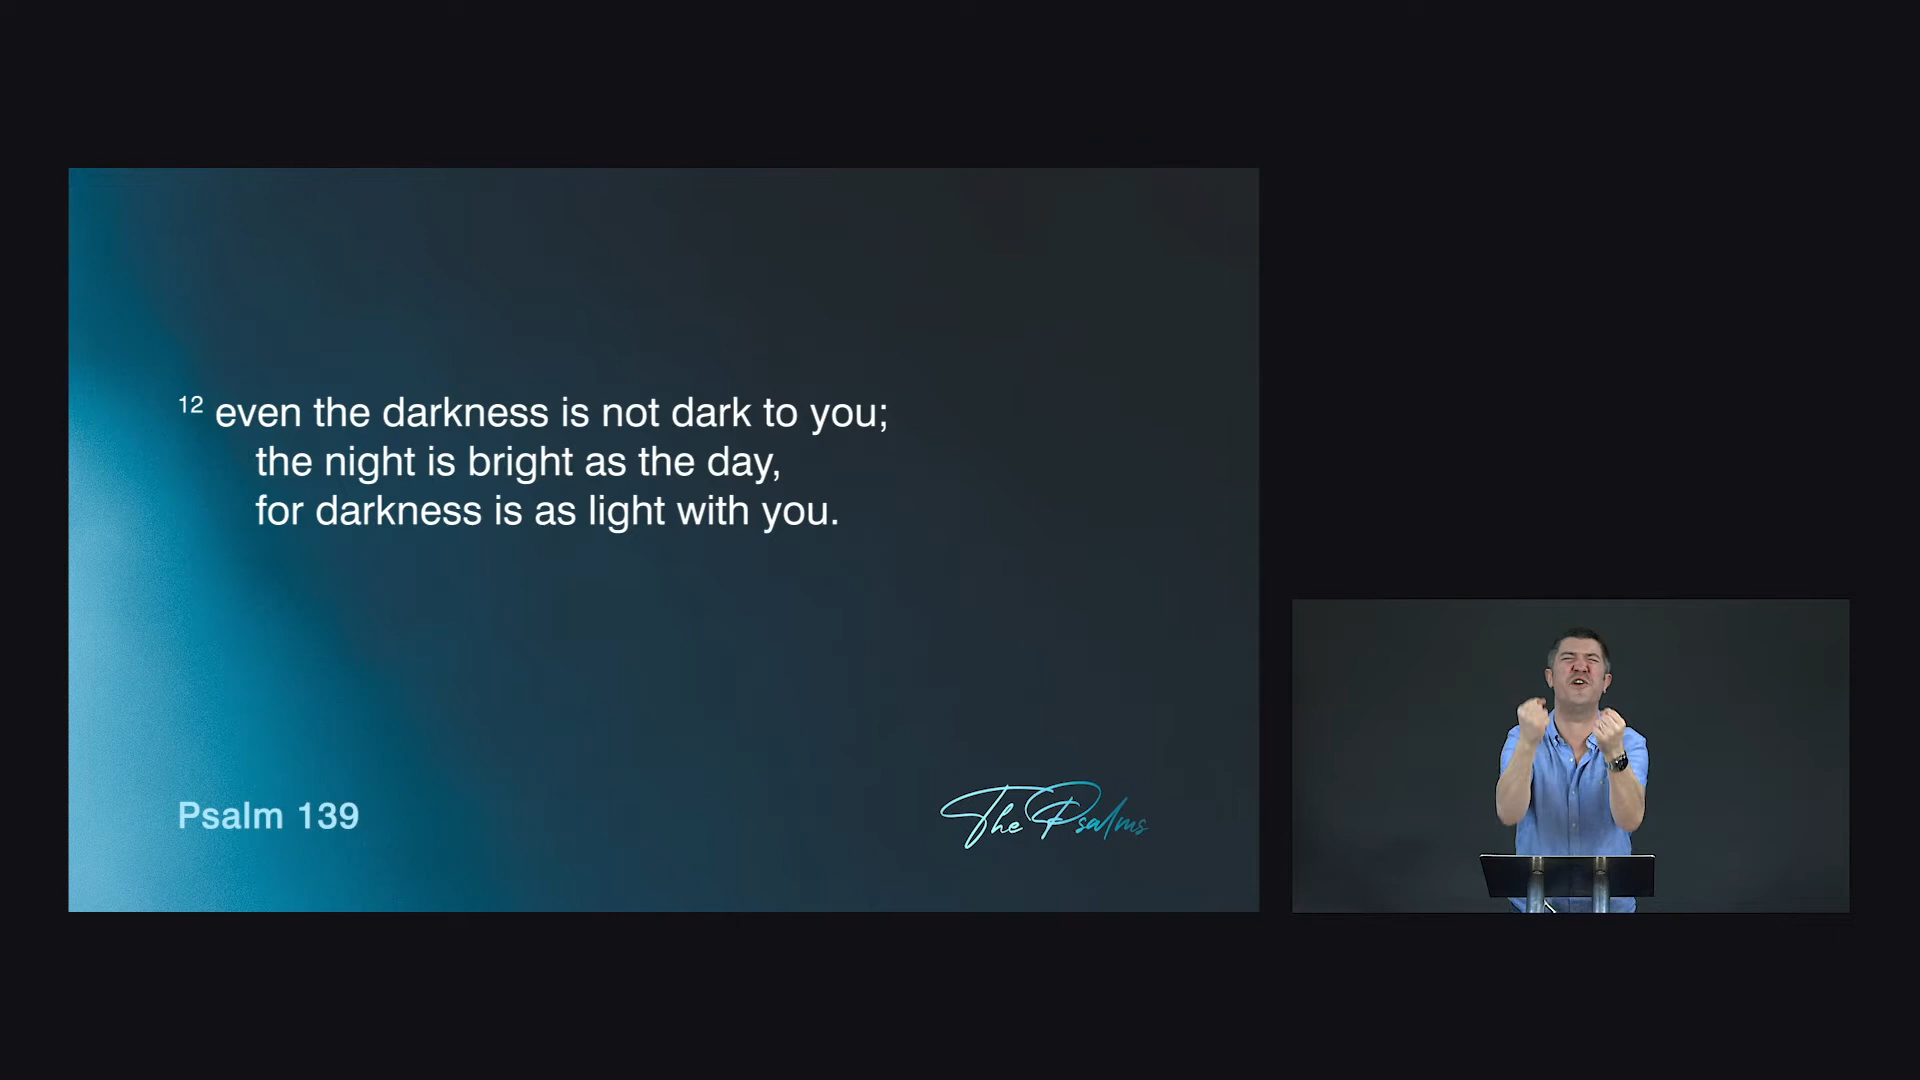 12 even the darkness is not dark to you;
the night is bright as the day,
for darkness is as light with you.
Psalm 139
The Psalms